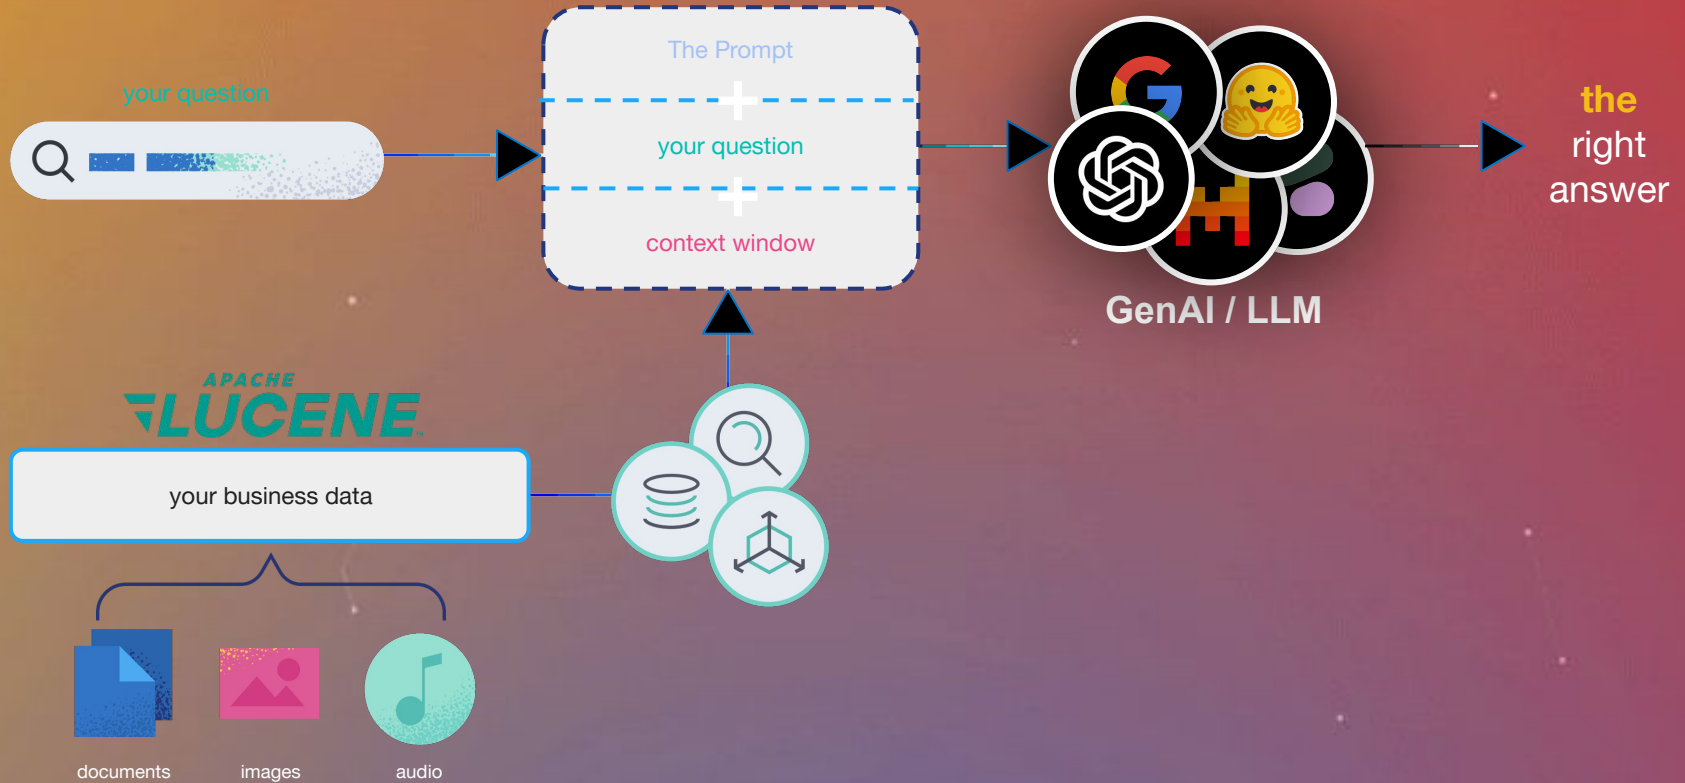 your question
The Prompt
your question
context window
GenAI / LLM
the
right
answer
APACHE
LUCENE
your business data
documents
images
audio